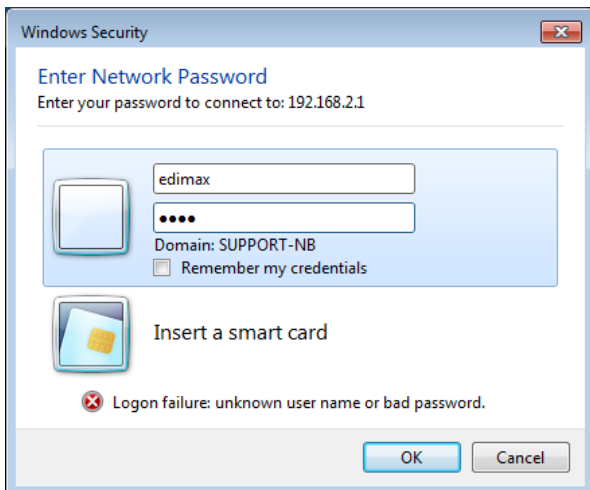 Windows Security
Enter Network Password
Enter your password to connect to: 192.168.2.1
edimax
●●●●
Domain: SUPPORT-NB
Remember my credentials
Insert a smart card
Logon failure: unknown user name or bad password.
OK Cancel